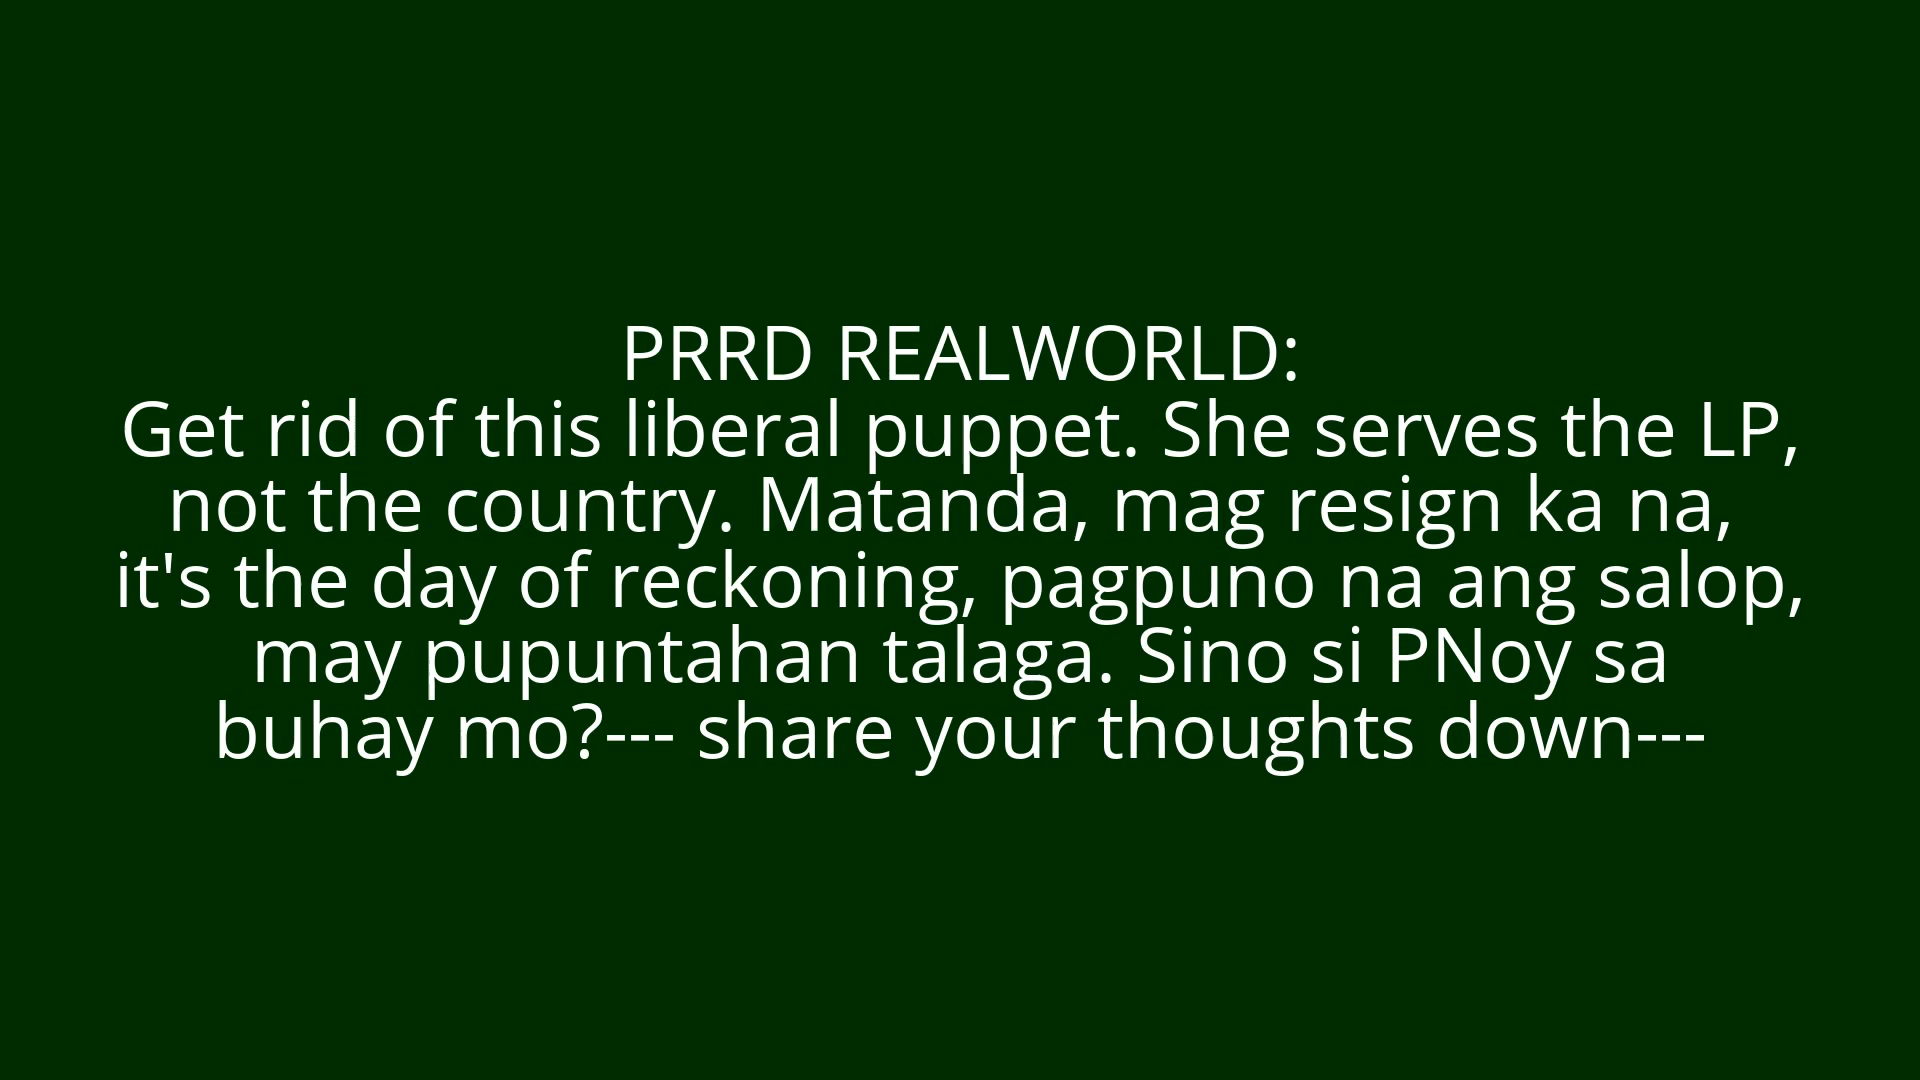 PRRD REALWORLD:
Get rid of this liberal puppet. She serves the LP,
not the country. Matanda, mag resign ka na,
it's the day of reckoning, pagpuno na ang salop,
may pupuntahan talaga. Sino si PNoy sa
buhay mo?--- share your thoughts down---